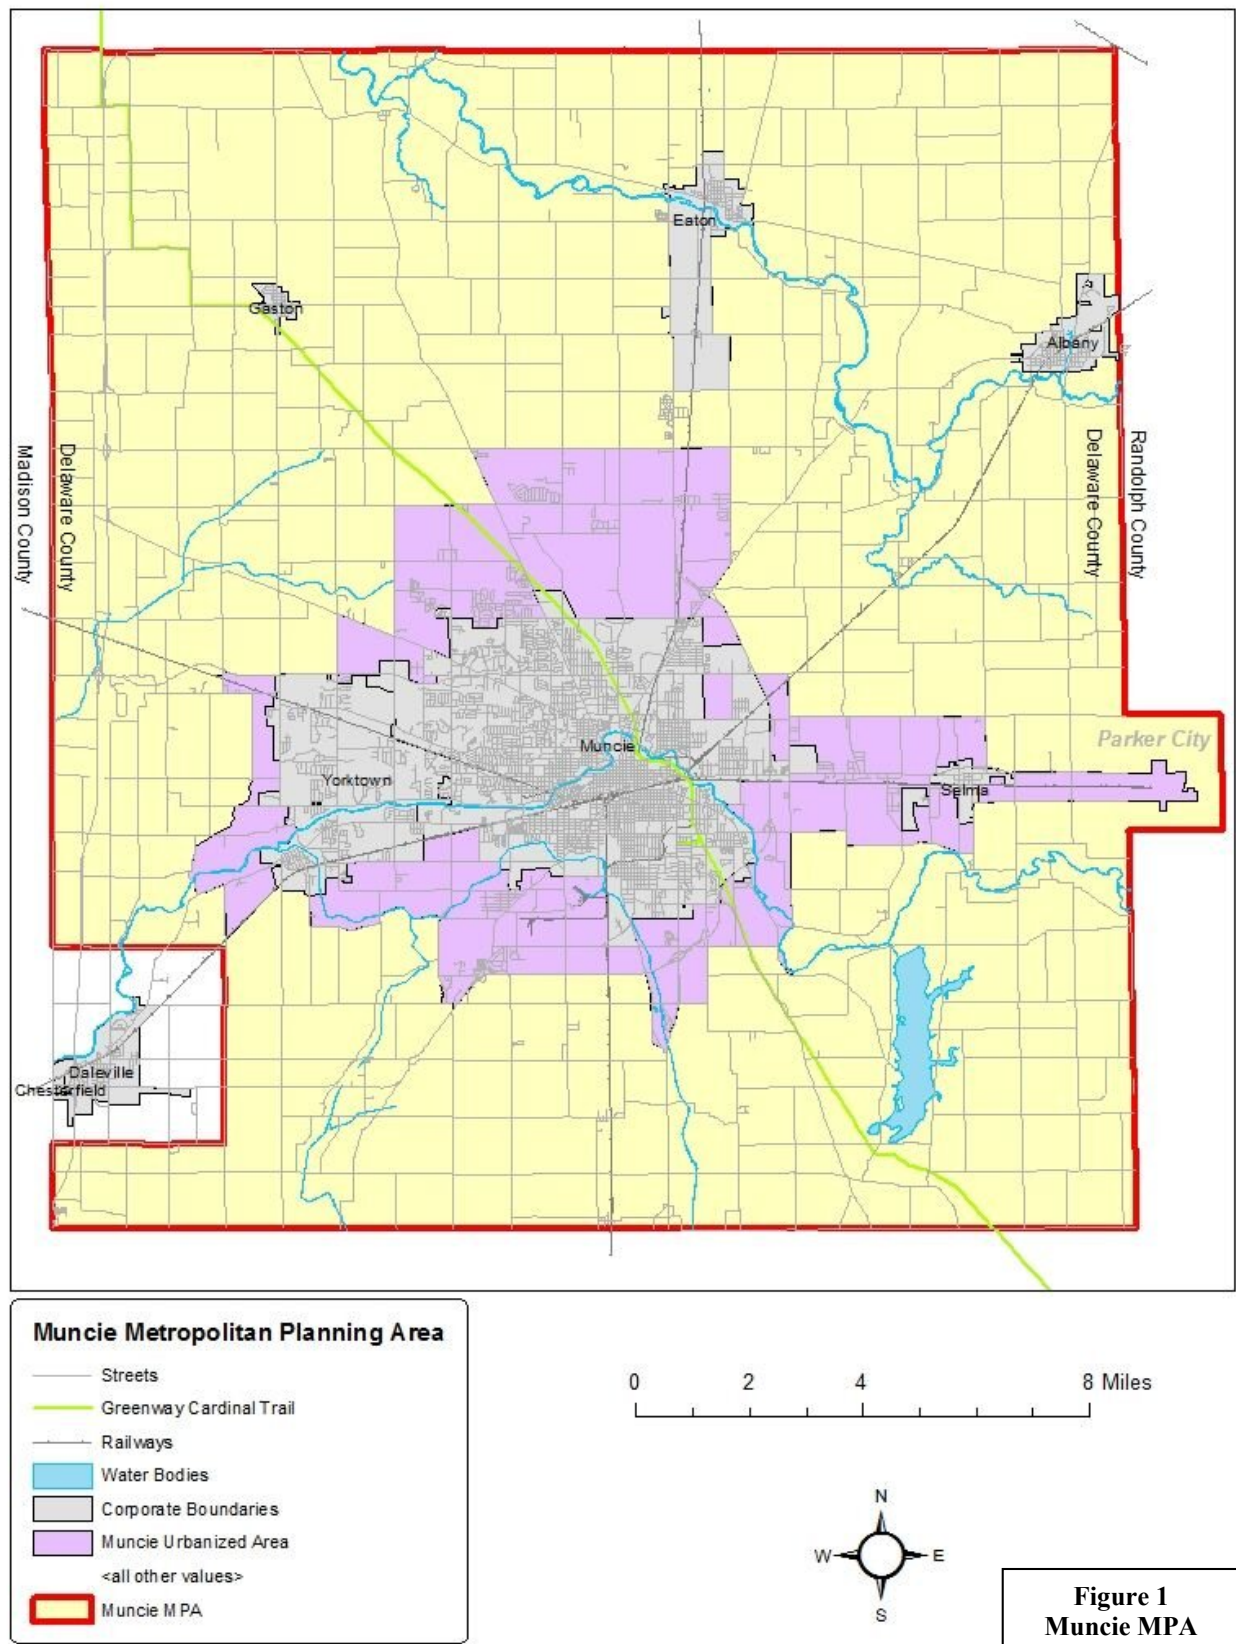 Eaton
Gaston
Albany
Madison County
Delaware County
Delaware County
Randolph County
Muncie
Parker City
Yorktown
Selma
Daleville
Chesterfield
Muncie Metropolitan Planning Area
Streets
Greenway Cardinal Trail
Railways
Water Bodies
Corporate Boundaries
Muncie Urbanized Area
<all other values>
Muncie MPA
0 2 4 8 Miles
N
W E
S
Figure 1
Muncie MPA